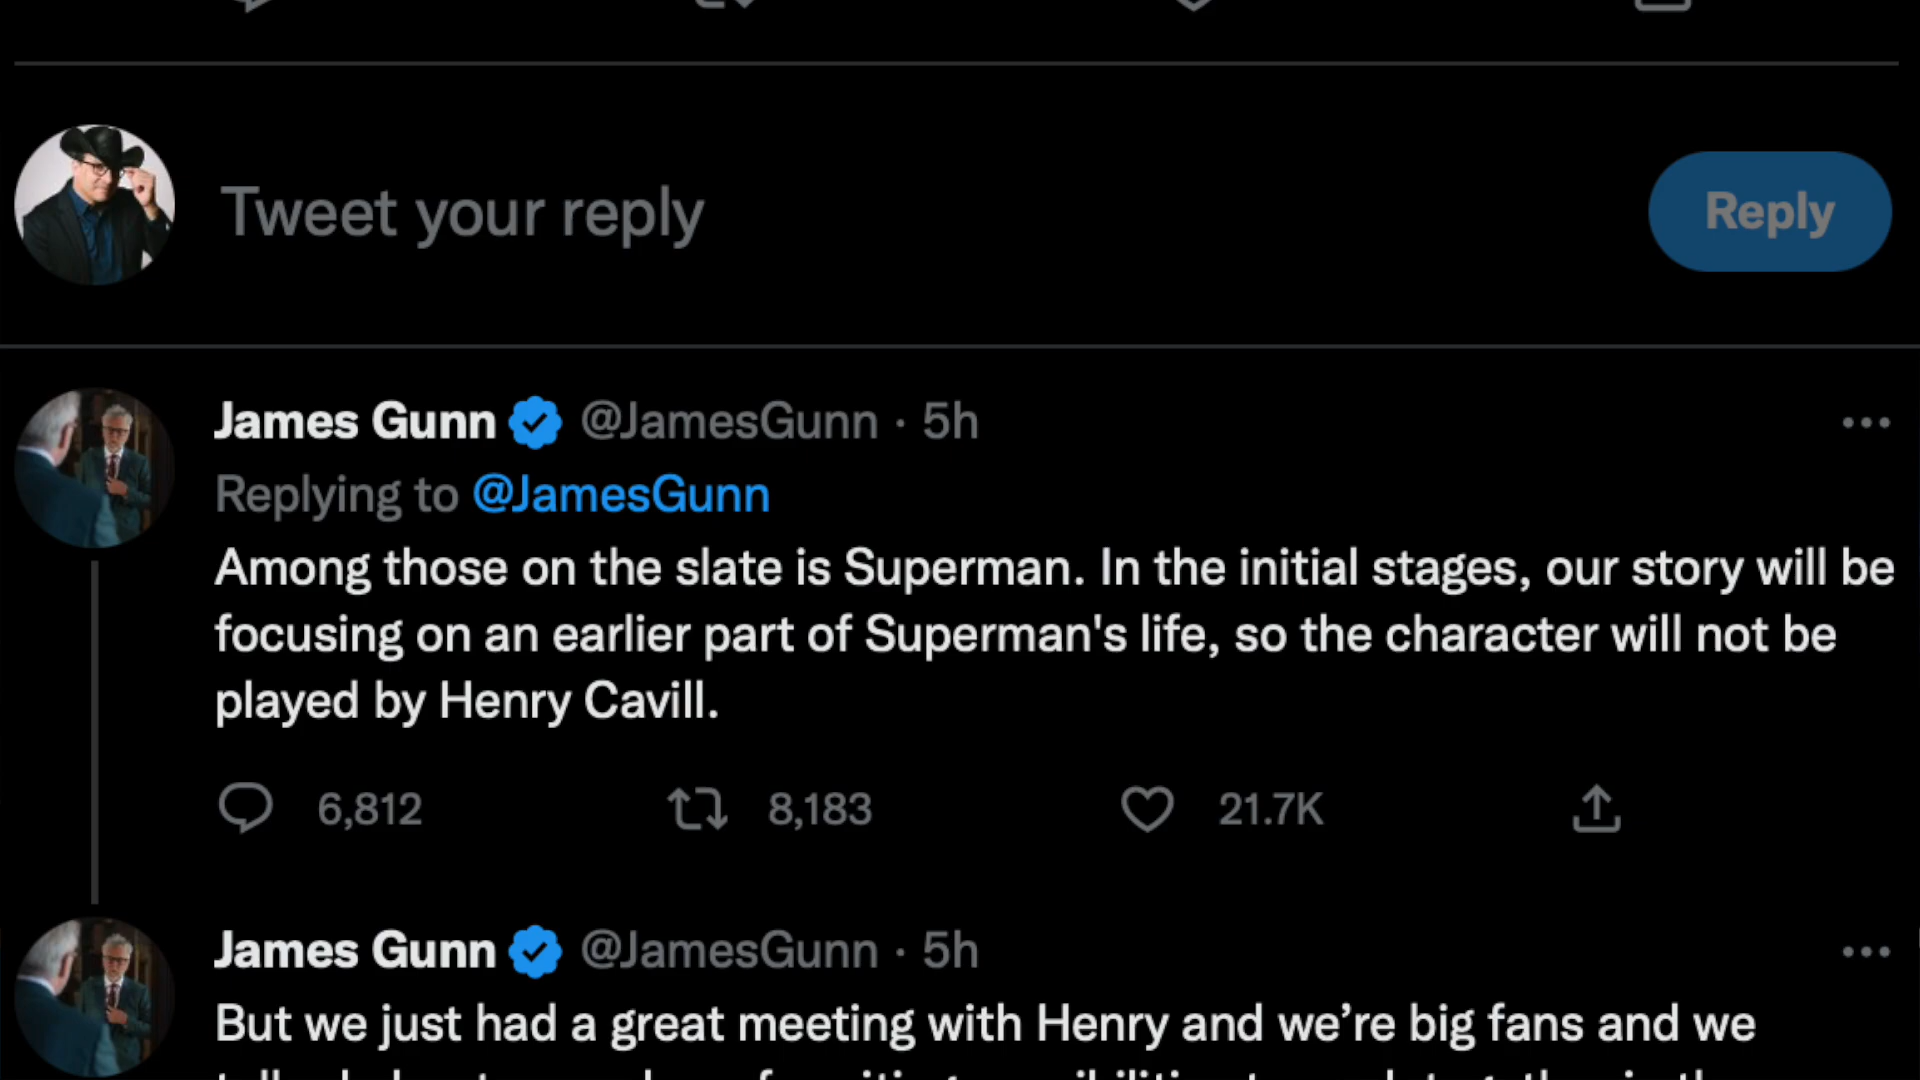 Tweet your reply
Reply
James Gunn @JamesGunn · 5h
Replying to @JamesGunn
Among those on the slate is Superman. In the initial stages, our story will be
focusing on an earlier part of Superman's life, so the character will not be
played by Henry Cavill.
6,812 8,183 21.7K
James Gunn @JamesGunn · 5h
But we just had a great meeting with Henry and we’re big fans and we